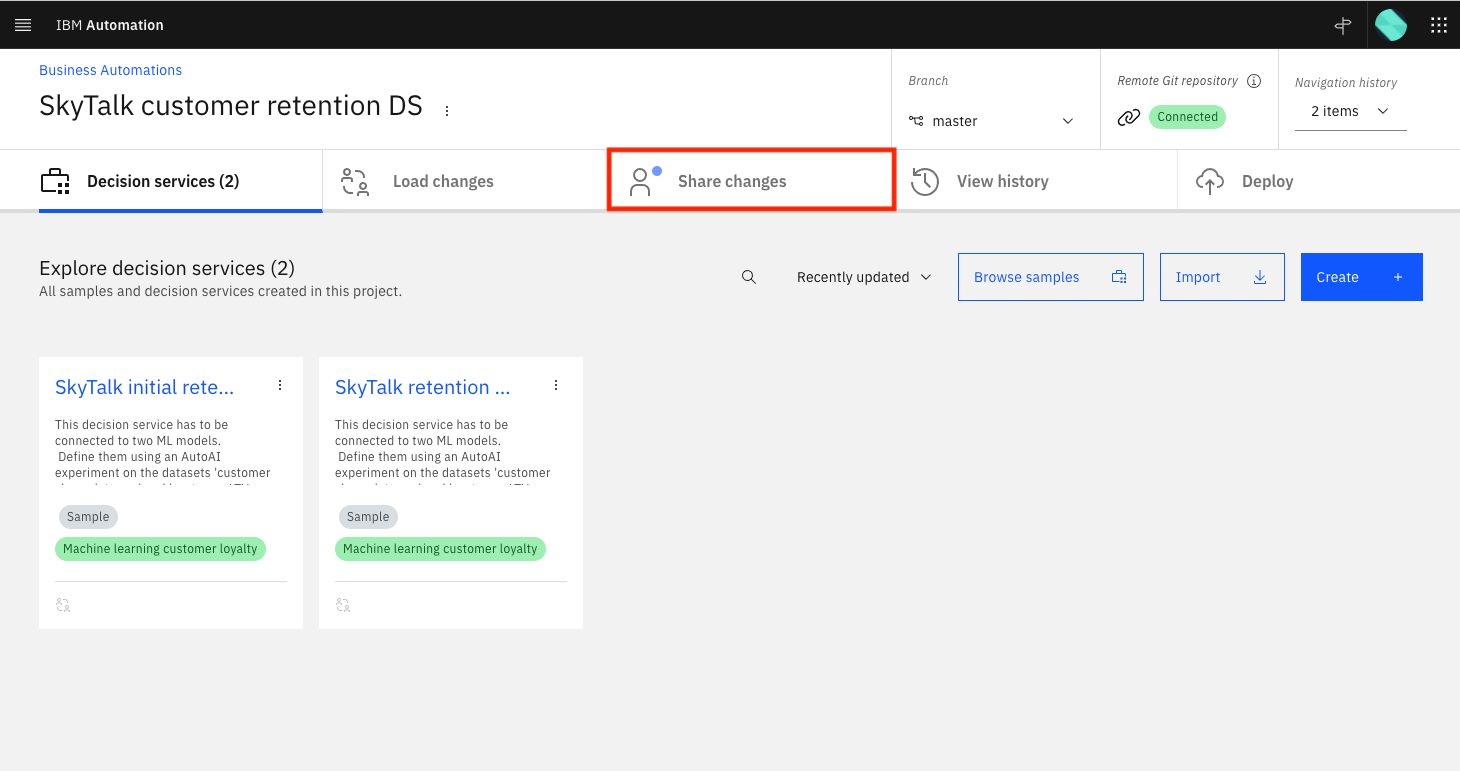 IBM Automation
Business Automations
SkyTalk customer retention DS
Branch
master
Remote Git repository
Connected
Navigation history
2 items
Decision services (2)
Load changes
Share changes
View history
Deploy
Explore decision services (2)
All samples and decision services created in this project.
Recently updated
Browse samples
Import
Create +
SkyTalk initial rete...
This decision service has to be
connected to two ML models.
Define them using an AutoAI
experiment on the datasets 'customer
Sample
Machine learning customer loyalty
SkyTalk retention ...
This decision service has to be
connected to two ML models.
Define them using an AutoAI
experiment on the datasets 'customer
Sample
Machine learning customer loyalty